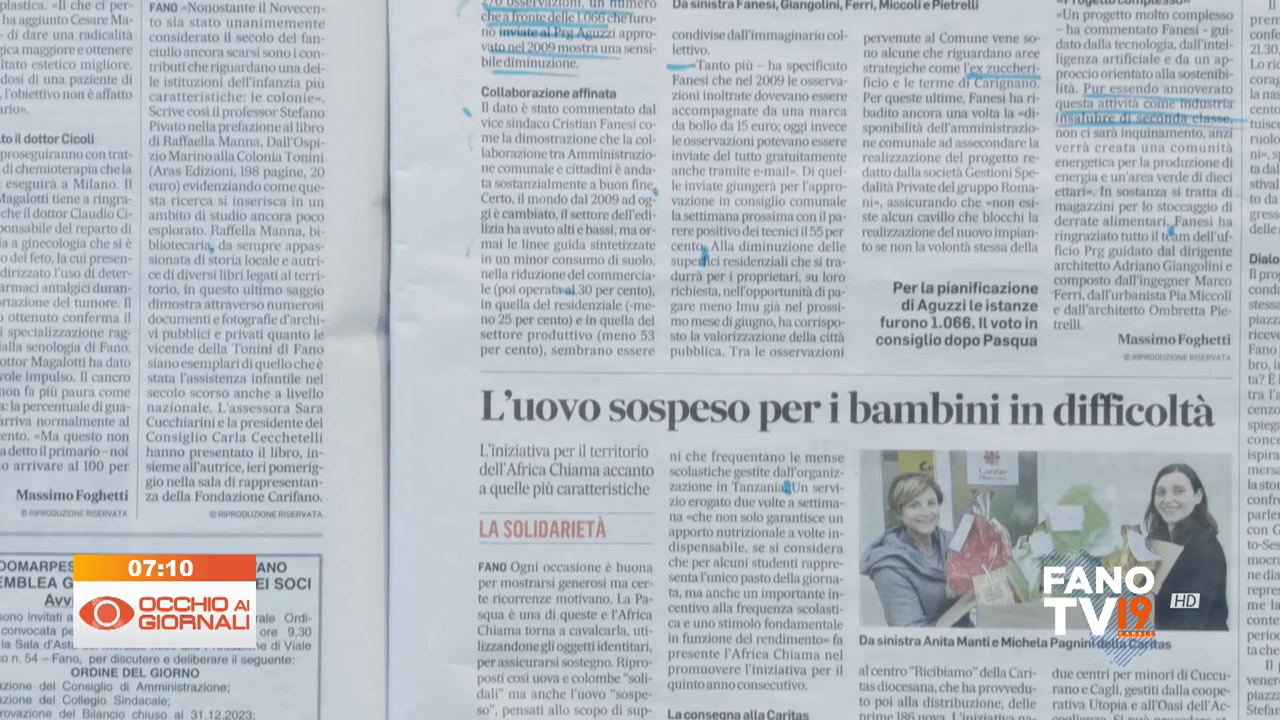 plastica. «Il che ci per-
ha aggiunto Cesare Ma-
- di dare una radicalità
gica maggiore e ottenere
ltato estetico migliore.
dosi di una paziente di
l'obiettivo non è affatto
ario».
to il dottor Cicoli
proseguiranno con trat-
di chemioterapia che la
eseguirà a Milano. Il
Magalotti tiene a ringra-
che il dottor Claudio Ci-
ponsabile del reparto di
a ginecologia che si è
del feto, la cui presen-
dirizzato l'uso di deter-
armaci antalgici duran-
ortazione del tumore. Il
ottenuto conferma il
i specializzazione rag-
dalla senologia di Fano,
ottor Magalotti ha dato
vole impulso. Il cancro
non fa più paura come
a: la percentuale di gua-
arriva normalmente al
ento. «Ma questo non
a detto il primario – noi
o arrivare al 100 per
Massimo Foghetti
© RIPRODUZIONE RISERVATA
FANO «Nonostante il Novecen-
to sia stato unanimemente
considerato il secolo del fan-
ciullo ancora scarsi sono i con-
tributi che riguardano una del-
le istituzioni dell'infanzia più
caratteristiche: le colonie»,
Scrive così il professor Stefano
Pivato nella prefazione al libro
di Raffaella Manna, Dall'Ospi-
zio Marino alla Colonia Tonini
(Aras Edizioni, 198 pagine, 20
euro) evidenziando come que-
sta ricerca si inserisca in un
ambito di studio ancora poco
esplorato. Raffaella Manna, bi-
bliotecaria, da sempre appas-
sionata di storia locale e autri-
ce di diversi libri legati al terri-
torio, in questo ultimo saggio
dimostra attraverso numerosi
documenti e fotografie d'archi-
vi pubblici e privati quanto le
vicende della Tonini di Fano
siano esemplari di quello che è
stata l'assistenza infantile nel
secolo scorso anche a livello
nazionale. L'assessora Sara
Cucchiarini e la presidente del
Consiglio Carla Cecchetelli
hanno presentato il libro, in-
sieme all'autrice, ieri pomerig-
gio nella sala di rappresentan-
za della Fondazione Carifano.
© RIPRODUZIONE RISERVATA
270 osservazioni, un numero
che a fronte delle 1.066 che furo-
no inviate al Prg Aguzzi appro-
vato nel 2009 mostra una sensi-
bile diminuzione.
Collaborazione affinata
Il dato è stato commentato dal
vice sindaco Cristian Fanesi co-
me la dimostrazione che la col-
laborazione tra Amministrazio-
ne comunale e cittadini è anda-
ta sostanzialmente a buon fine.
Certo, il mondo dal 2009 ad og-
gi è cambiato, il settore dell'edi-
lizia ha avuto alti e bassi, ma or-
mai le linee guida sintetizzate
in un minor consumo di suolo,
nella riduzione del commercia-
le (poi operata al 30 per cento),
in quella del residenziale (-me-
no 25 per cento) e in quella del
settore produttivo (meno 53
per cento), sembrano essere
Da sinistra Fanesi, Giangolini, Ferri, Miccoli e Pietrelli
condivise dall'immaginario col-
lettivo.
«Tanto più – ha specificato
Fanesi che nel 2009 le osserva-
zioni inoltrate dovevano essere
accompagnate da una marca
da bollo da 15 euro; oggi invece
le osservazioni potevano essere
inviate del tutto gratuitamente
anche tramite e-mail». Di quel-
le inviate giungerà per l'appro-
vazione in consiglio comunale
la settimana prossima con il pa-
rere positivo dei tecnici il 55 per
cento. Alla diminuzione delle
superfici residenziali che si tra-
durrà per i proprietari, su loro
richiesta, nell'opportunità di pa-
gare meno Imu già nel prossi-
mo mese di giugno, ha corrispo-
sto la valorizzazione della città
pubblica. Tra le osservazioni
pervenute al Comune vene so-
no alcune che riguardano aree
strategiche come l'ex zuccheri-
ficio e le terme di Carignano.
Per queste ultime, Fanesi ha ri-
badito ancora una volta la «di-
sponibilità dell'amministrazio-
ne comunale ad assecondare la
realizzazione del progetto re-
datto dalla società Gestioni Spe-
dalità Private del gruppo Roma-
ni», assicurando che «non esi-
ste alcun cavillo che blocchi la
realizzazione del nuovo impian-
to se non la volontà stessa della
Per la pianificazione
di Aguzzi le istanze
furono 1.066. Il voto in
consiglio dopo Pasqua
«Un progetto molto complesso
– ha commentato Fanesi - gui-
dato dalla tecnologia, dall'intel-
ligenza artificiale e da un ap-
proccio orientato alla sostenibi-
lità. Pur essendo annoverato
questa attività come industria
insalubre di seconda classe,
non ci sarà inquinamento, anzi
verrà creata una comunità
energetica per la produzione di
energia e un'area verde di dieci
ettari». In sostanza si tratta di
magazzini per lo stoccaggio di
derrate alimentari. Fanesi ha
ringraziato tutto il team dell'uf-
ficio Prg guidato dal dirigente
architetto Adriano Giangolini e
composto dall'ingegner Marco
Ferri, dall'urbanista Pia Miccoli
e dall'architetto Ombretta Pie-
trelli.
Massimo Foghetti
© RIPRODUZIONE RISERVATA
L'uovo sospeso per i bambini in difficoltà
L'iniziativa per il territorio
dell'Africa Chiama accanto
a quelle più caratteristiche
LA SOLIDARIETÀ
FANO Ogni occasione è buona
per mostrarsi generosi ma cer-
te ricorrenze motivano. La Pa-
squa è una di queste e l'Africa
Chiama torna a cavalcarla, uti-
lizzandone gli oggetti identitari,
per assicurarsi sostegno. Ripro-
posti così uova e colombe "soli-
dali" ma anche l'uovo "sospe-
so", pensati allo scopo di sup-
ni che frequentano le mense
scolastiche gestite dall'organiz-
zazione in Tanzania. Un servi-
zio erogato due volte a settima-
na «che non solo garantisce un
apporto nutrizionale a volte in-
dispensabile, se si considera
che per alcuni studenti rappre-
senta l'unico pasto della giorna-
ta, ma anche un importante in-
centivo alla frequenza scolasti-
ca e uno stimolo fondamentale
in funzione del rendimento» fa
presente l'Africa Chiama nel
promuovere l'iniziativa per il
quinto anno consecutivo.
La consegna alla Caritas
Da sinistra Anita Manti e Michela Pagnini della Caritas
al centro "Ricibiamo" della Cari-
tas diocesana, che ha provvedu-
to poi alla distribuzione, delle
prime 186 uova. L'iniziativa na-
due centri per minori di Cuccu-
rano e Cagli, gestiti dalla coope-
rativa Utopia e all'Oasi dell'Ac-
ORDINE DEL GIORNO
azione del Consiglio di Amministrazione;
azione del Collegio Sindacale;
rovazione del Bilancio chiuso al 31.12.2023;
o n. 54 – Fano, per discutere e deliberare il seguente:
07:10
OCCHIO AI
GIORNALI
FANO
TV 19
CANALE
HD